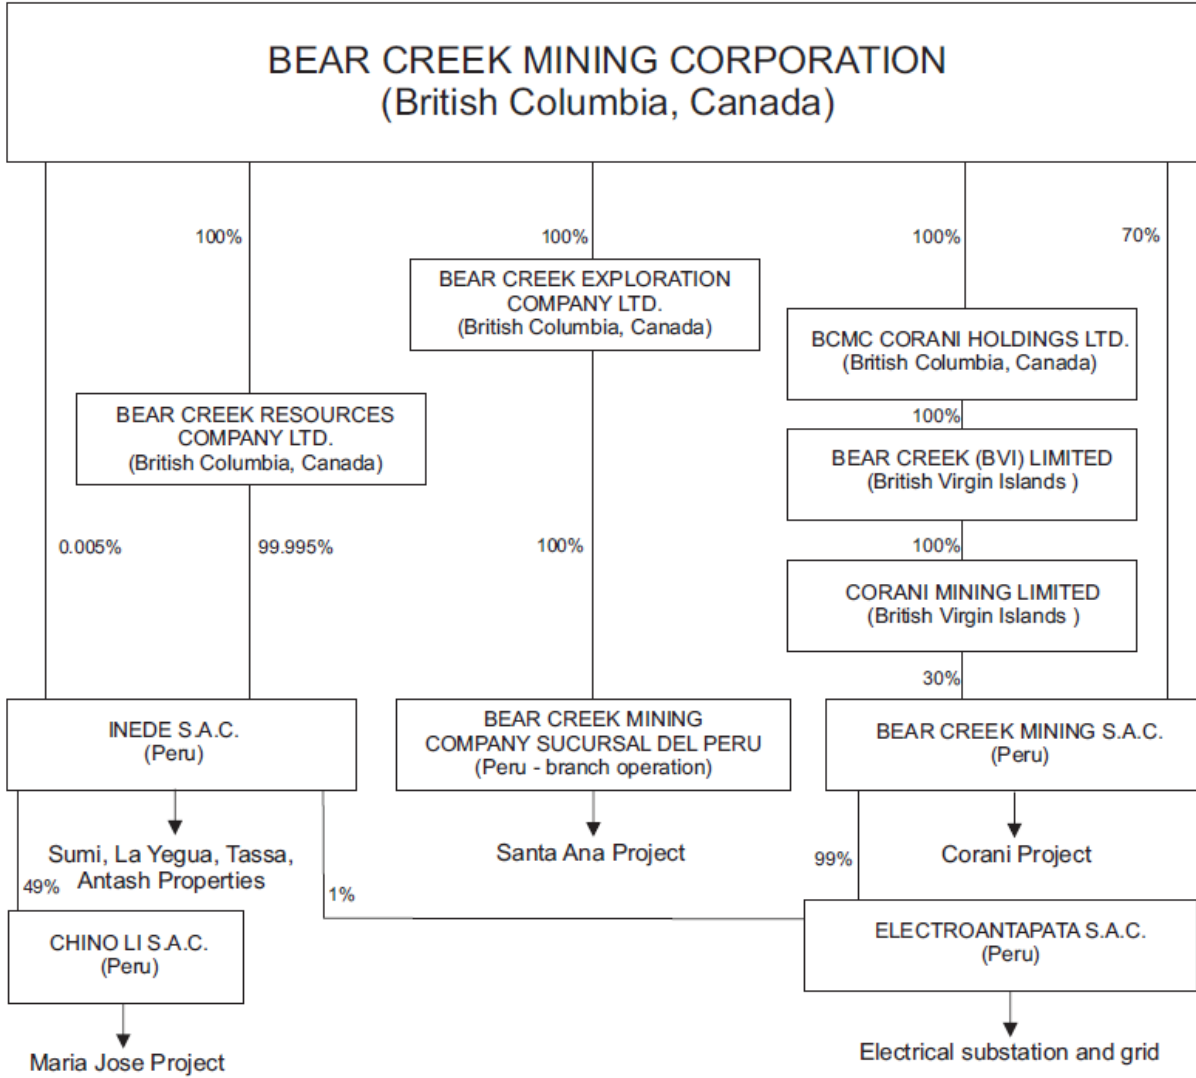 BEAR CREEK MINING CORPORATION
(British Columbia, Canada)
100%
100%
100%
70%
BEAR CREEK EXPLORATION
COMPANY LTD.
(British Columbia, Canada)
BCMC CORANI HOLDINGS LTD.
(British Columbia, Canada)
BEAR CREEK RESOURCES
COMPANY LTD.
(British Columbia, Canada)
100%
BEAR CREEK (BVI) LIMITED
(British Virgin Islands )
0.005%
99.995%
100%
100%
CORANI MINING LIMITED
(British Virgin Islands )
30%
INEDE S.A.C.
(Peru)
BEAR CREEK MINING
COMPANY SUCURSAL DEL PERU
(Peru - branch operation)
BEAR CREEK MINING S.A.C.
(Peru)
Sumi, La Yegua, Tassa,
Antash Properties
Santa Ana Project
99%
Corani Project
49%
1%
CHINO LI S.A.C.
(Peru)
ELECTROANTAPATA S.A.C.
(Peru)
Maria Jose Project
Electrical substation and grid